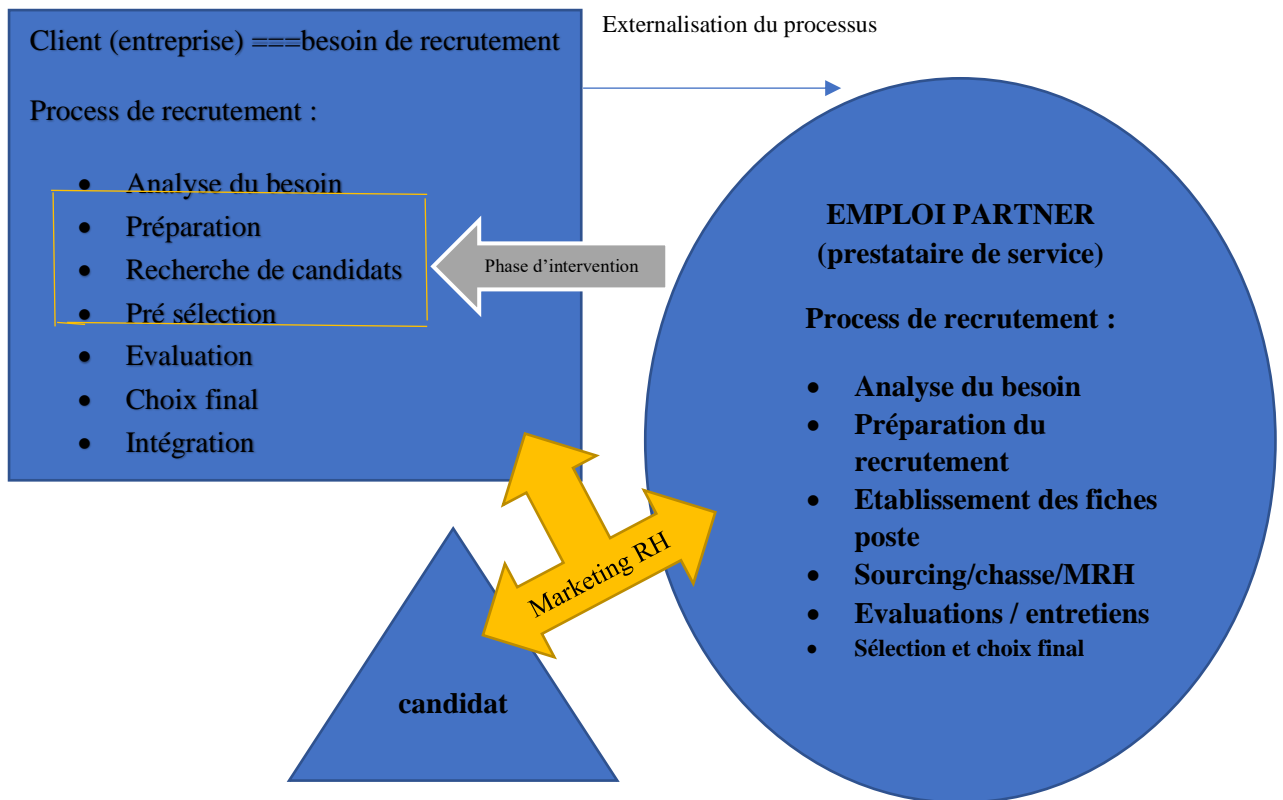 Externalisation du processus
Client (entreprise) ===besoin de recrutement
Process de recrutement :
• Analyse du besoin
• Préparation
• Recherche de candidats
• Pré sélection
• Evaluation
• Choix final
• Intégration
Phase d’intervention
EMPLOI PARTNER
(prestataire de service)
Process de recrutement :
• Analyse du besoin
• Préparation du
recrutement
• Etablissement des fiches
poste
• Sourcing/chasse/MRH
• Evaluations / entretiens
• Sélection et choix final
Marketing RH
candidat